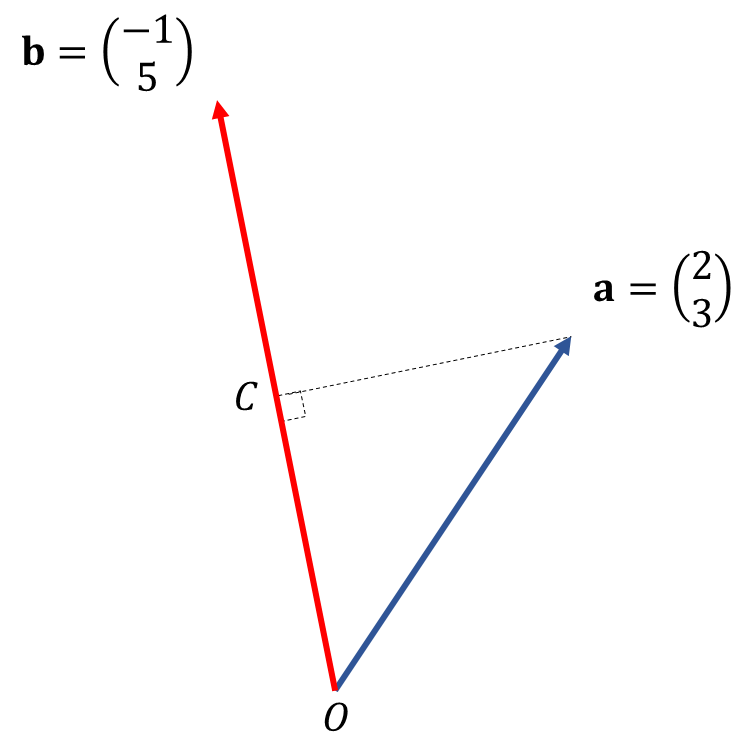 𝐛 = (−1
5)
𝐚 = (2
3)
C
O